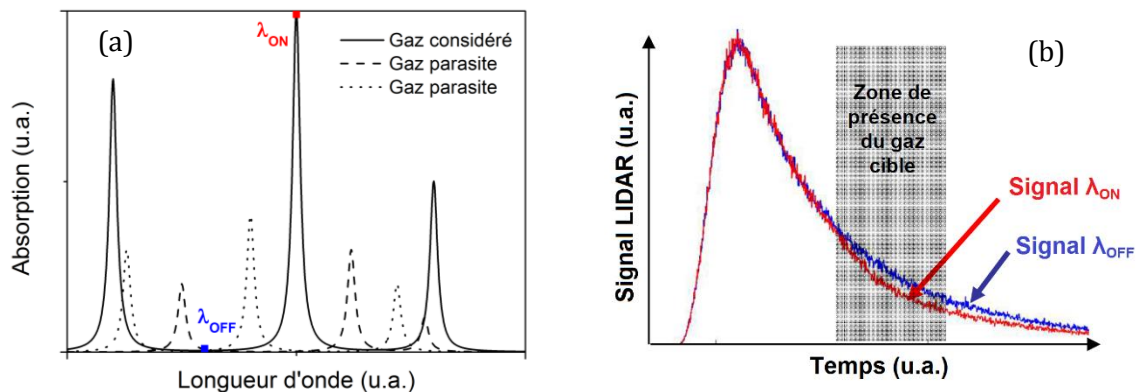 (a)
λON
Gaz considéré
Gaz parasite
Gaz parasite
λOFF
Absorption (u.a.)
Longueur d'onde (u.a.)
(b)
Zone de
présence
du gaz
cible
Signal λON
Signal λOFF
Signal LIDAR (u.a.)
Temps (u.a.)